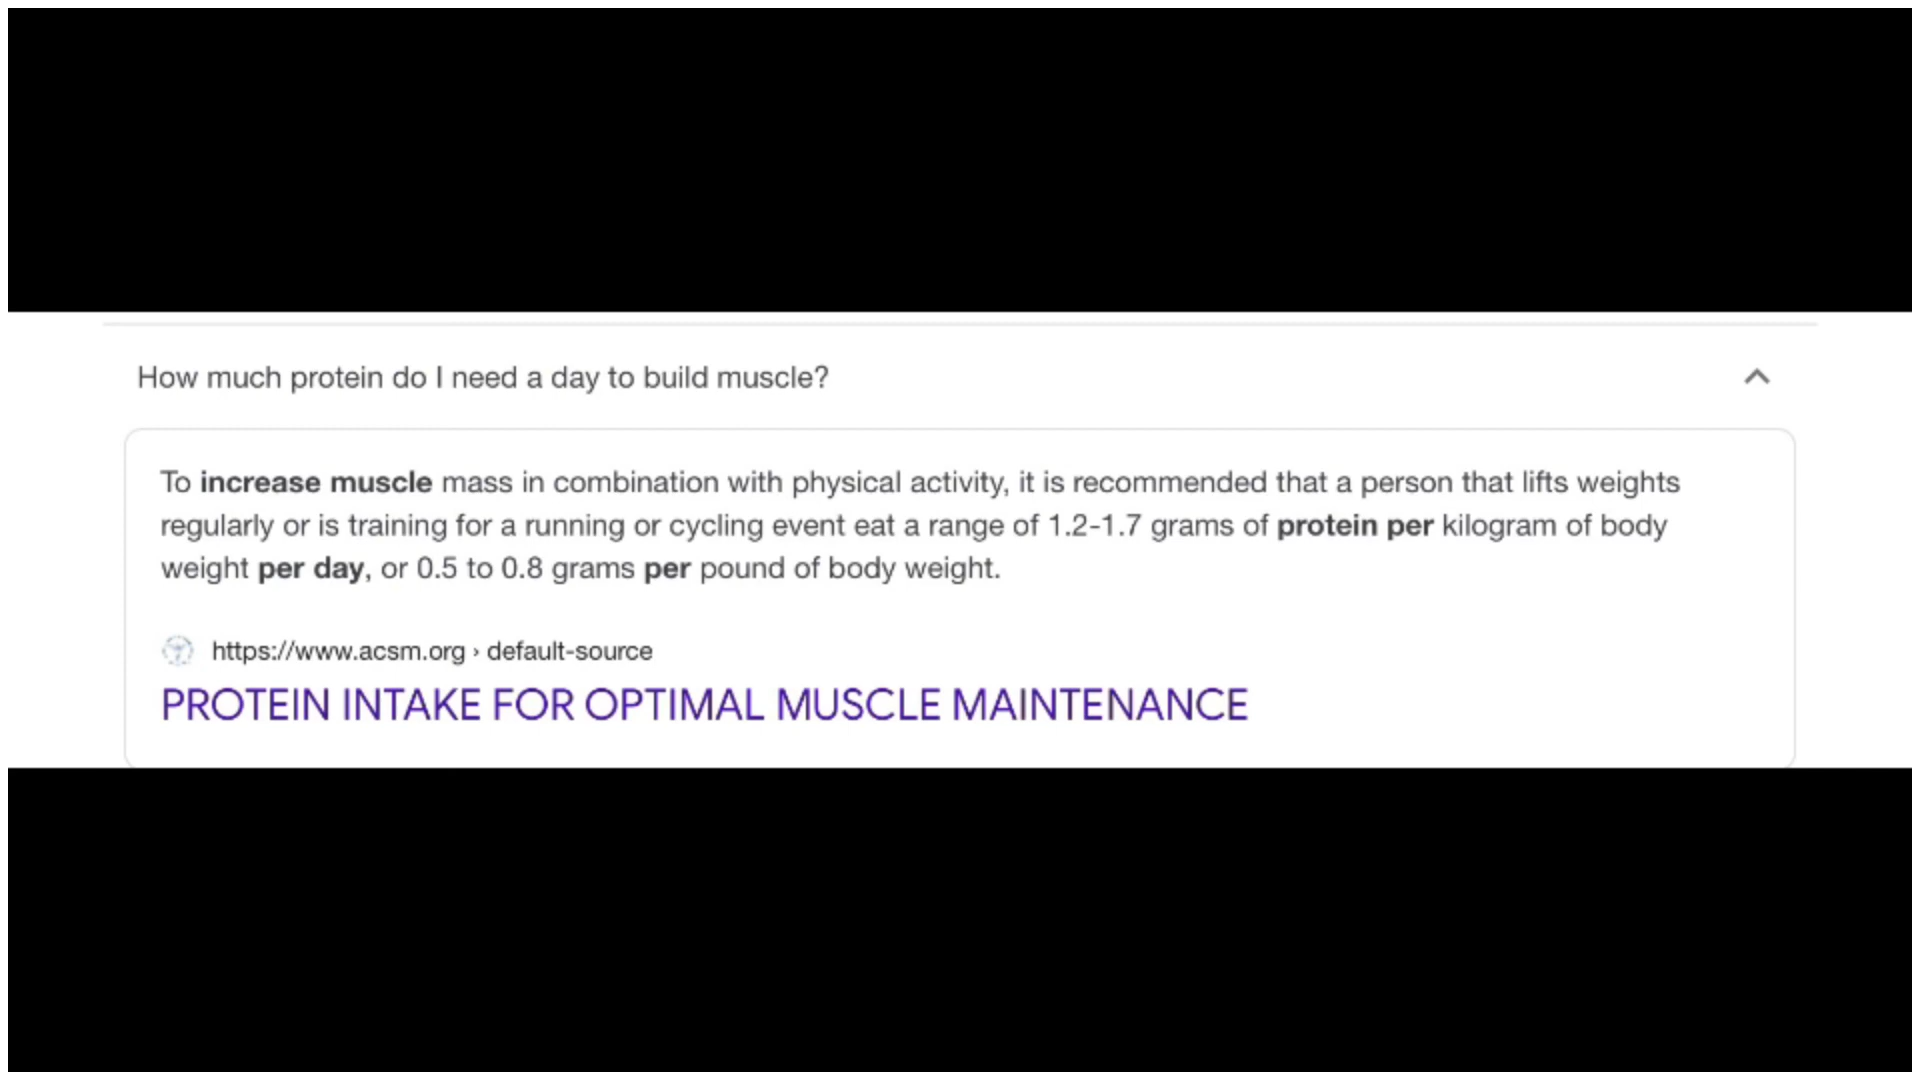 How much protein do I need a day to build muscle?
To increase muscle mass in combination with physical activity, it is recommended that a person that lifts weights
regularly or is training for a running or cycling event eat a range of 1.2-1.7 grams of protein per kilogram of body
weight per day, or 0.5 to 0.8 grams per pound of body weight.
https://www.acsm.org › default-source
PROTEIN INTAKE FOR OPTIMAL MUSCLE MAINTENANCE